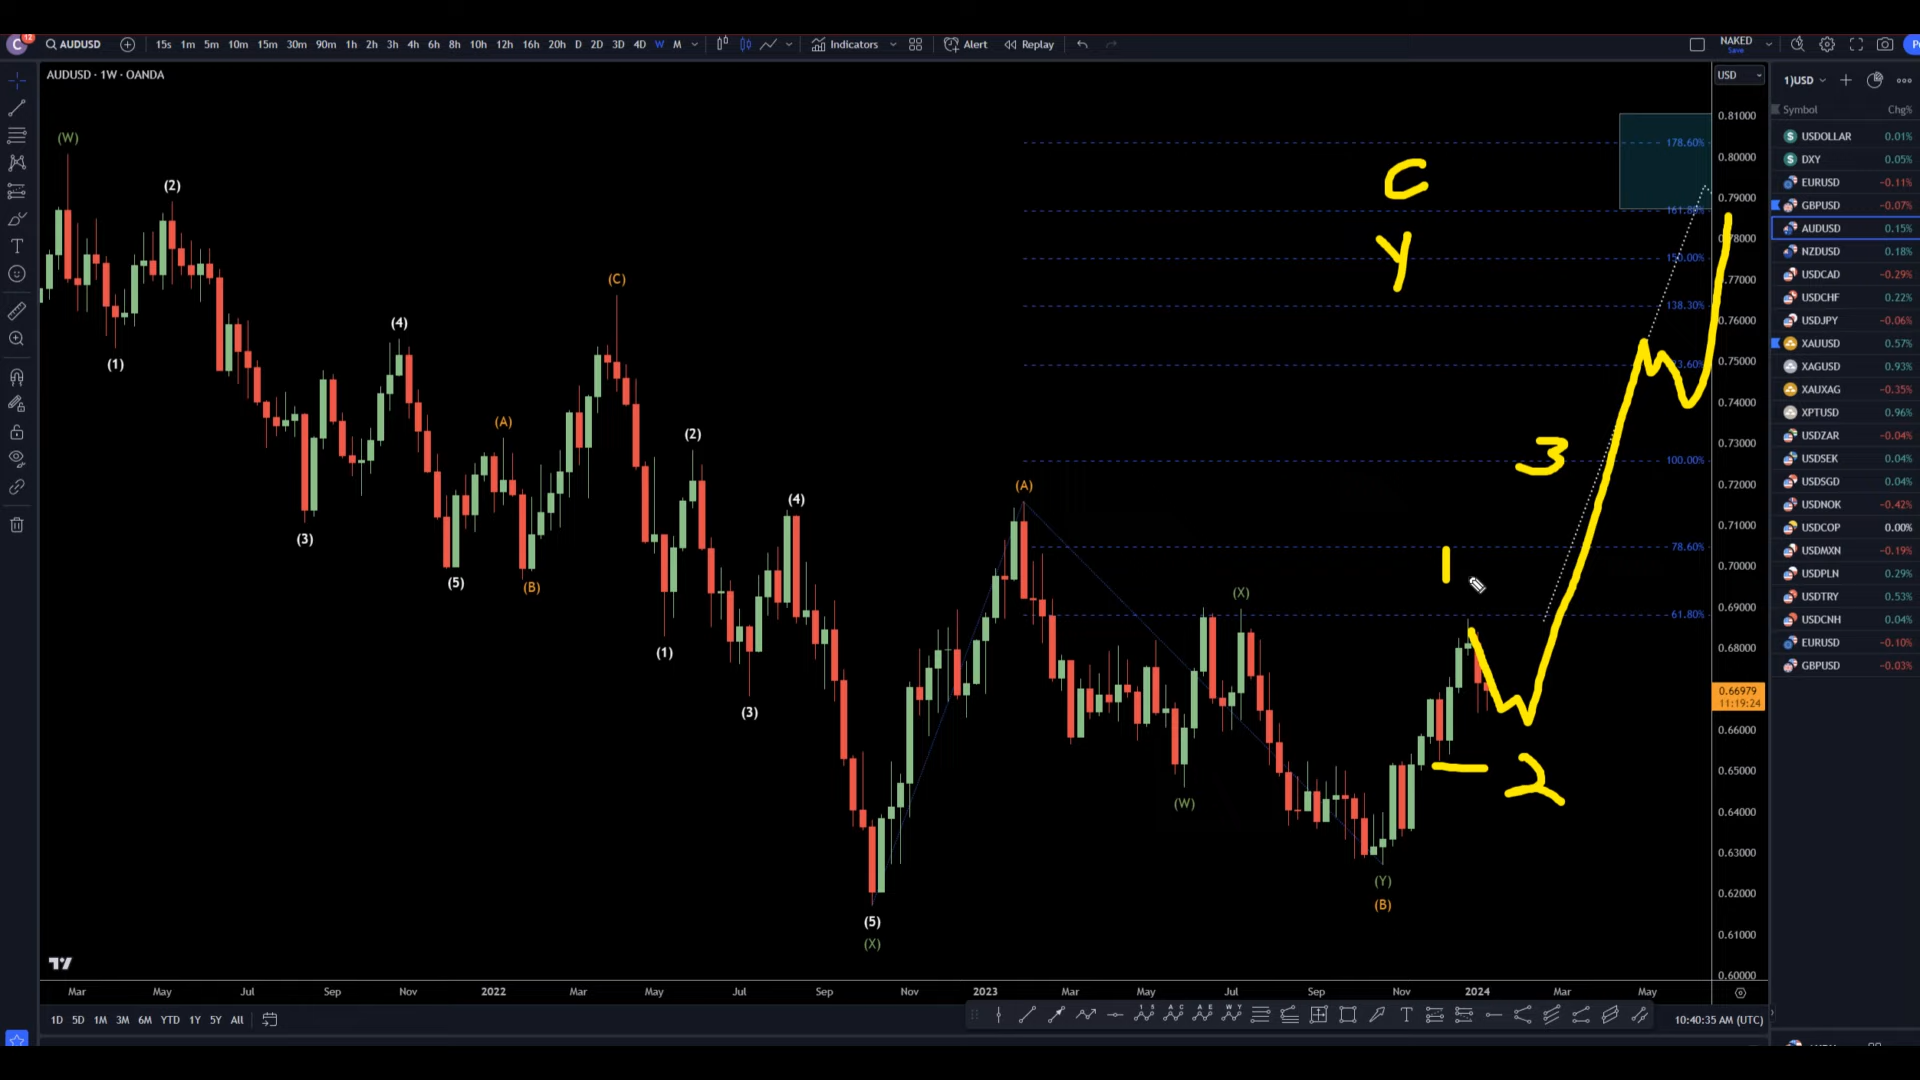 C 12 AUDUSD 15s 1m 5m 10m 15m 30m 90m 1h 2h 3h 4h 6h 8h 10h 12h 16h 20h D 2D 3D 4D W M Indicators Alert Replay NAKED Save
AUDUSD · 1W · OANDA
USD
1)USD
Symbol Chg%
USDOLLAR 0.01%
DXY 0.05%
EURUSD −0.11%
GBPUSD −0.07%
AUDUSD 0.15%
NZDUSD 0.18%
USDCAD −0.29%
USDCHF 0.22%
USDJPY −0.06%
XAUUSD 0.57%
XAGUSD 0.93%
XAUXAG −0.35%
XPTUSD 0.96%
USDZAR −0.04%
USDSEK 0.04%
USDSGD 0.04%
USDNOK −0.42%
USDCOP 0.00%
USDMXN −0.19%
USDPLN 0.29%
USDTRY 0.53%
USDCNH 0.04%
EURUSD −0.10%
GBPUSD −0.03%
0.81000
0.80000
0.79000
0.78000
0.77000
0.76000
0.75000
0.74000
0.73000
0.72000
0.71000
0.70000
0.69000
0.68000
0.66979
11:19:24
0.66000
0.65000
0.64000
0.63000
0.62000
0.61000
0.60000
178.60%
150.00%
138.30%
100.00%
78.60%
61.80%
(W)
(2)
(1)
(4)
(3)
(A)
(5)
(B)
(C)
(2)
(1)
(4)
(3)
(5)
(X)
(A)
(W)
(X)
(Y)
(B)
C
Y
3
1
2
Mar May Jul Sep Nov 2022 Mar May Jul Sep Nov 2023 Mar May Jul Sep Nov 2024 Mar May
1D 5D 1M 3M 6M YTD 1Y 5Y All
10:40:35 AM (UTC)